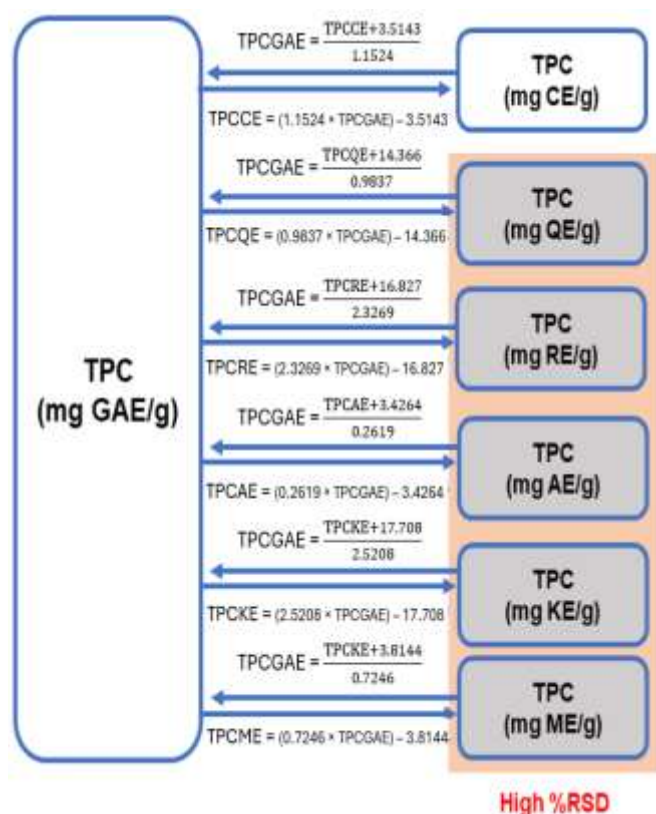 TPCGAE = TPCCE+3.5143
1.1524
TPC
(mg CE/g)
TPCCE = (1.1524 * TPCGAE) – 3.5143
TPCGAE = TPCQE+14.366
0.9837
TPC
(mg QE/g)
TPCQE = (0.9837 * TPCGAE) – 14.366
TPCGAE = TPCRE+16.827
2.3269
TPC
(mg RE/g)
TPCRE = (2.3269 * TPCGAE) – 16.827
TPC
(mg GAE/g)
TPCGAE = TPCAE+3.4264
0.2619
TPC
(mg AE/g)
TPCAE = (0.2619 * TPCGAE) – 3.4264
TPCGAE = TPCKE+17.708
2.5208
TPC
(mg KE/g)
TPCKE = (2.5208 * TPCGAE) – 17.708
TPCGAE = TPCKE+3.8144
0.7246
TPC
(mg ME/g)
TPCME = (0.7246 * TPCGAE) – 3.8144
High %RSD